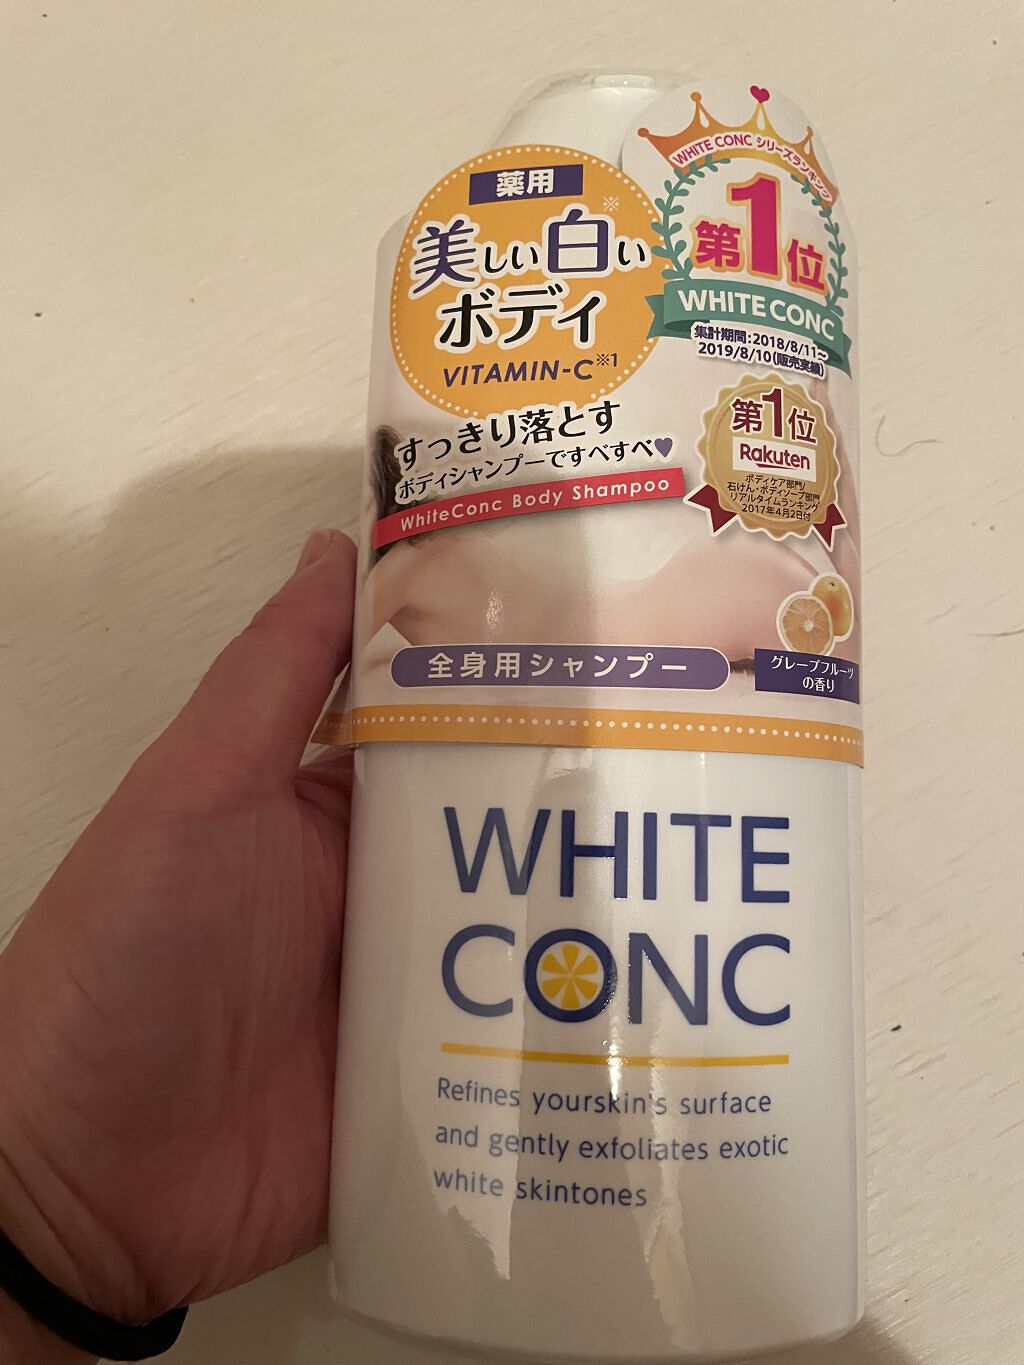 薬用
美しい白い※
ボディ
VITAMIN-C※1
すっきり落とす
ボディシャンプーですべすべ♥
WhiteConc Body Shampoo
WHITE CONC シリーズランキング
第1位
WHITE CONC
集計期間:2018/8/11~
2019/8/10(販売実績)
第1位
Rakuten
ボディケア部門/
石けん・ボディソープ部門
リアルタイムランキング
2017年4月2日付
全身用シャンプー
グレープフルーツ
の香り
WHITE
CONC
Refines yourskin's surface
and gently exfoliates exotic
white skintones